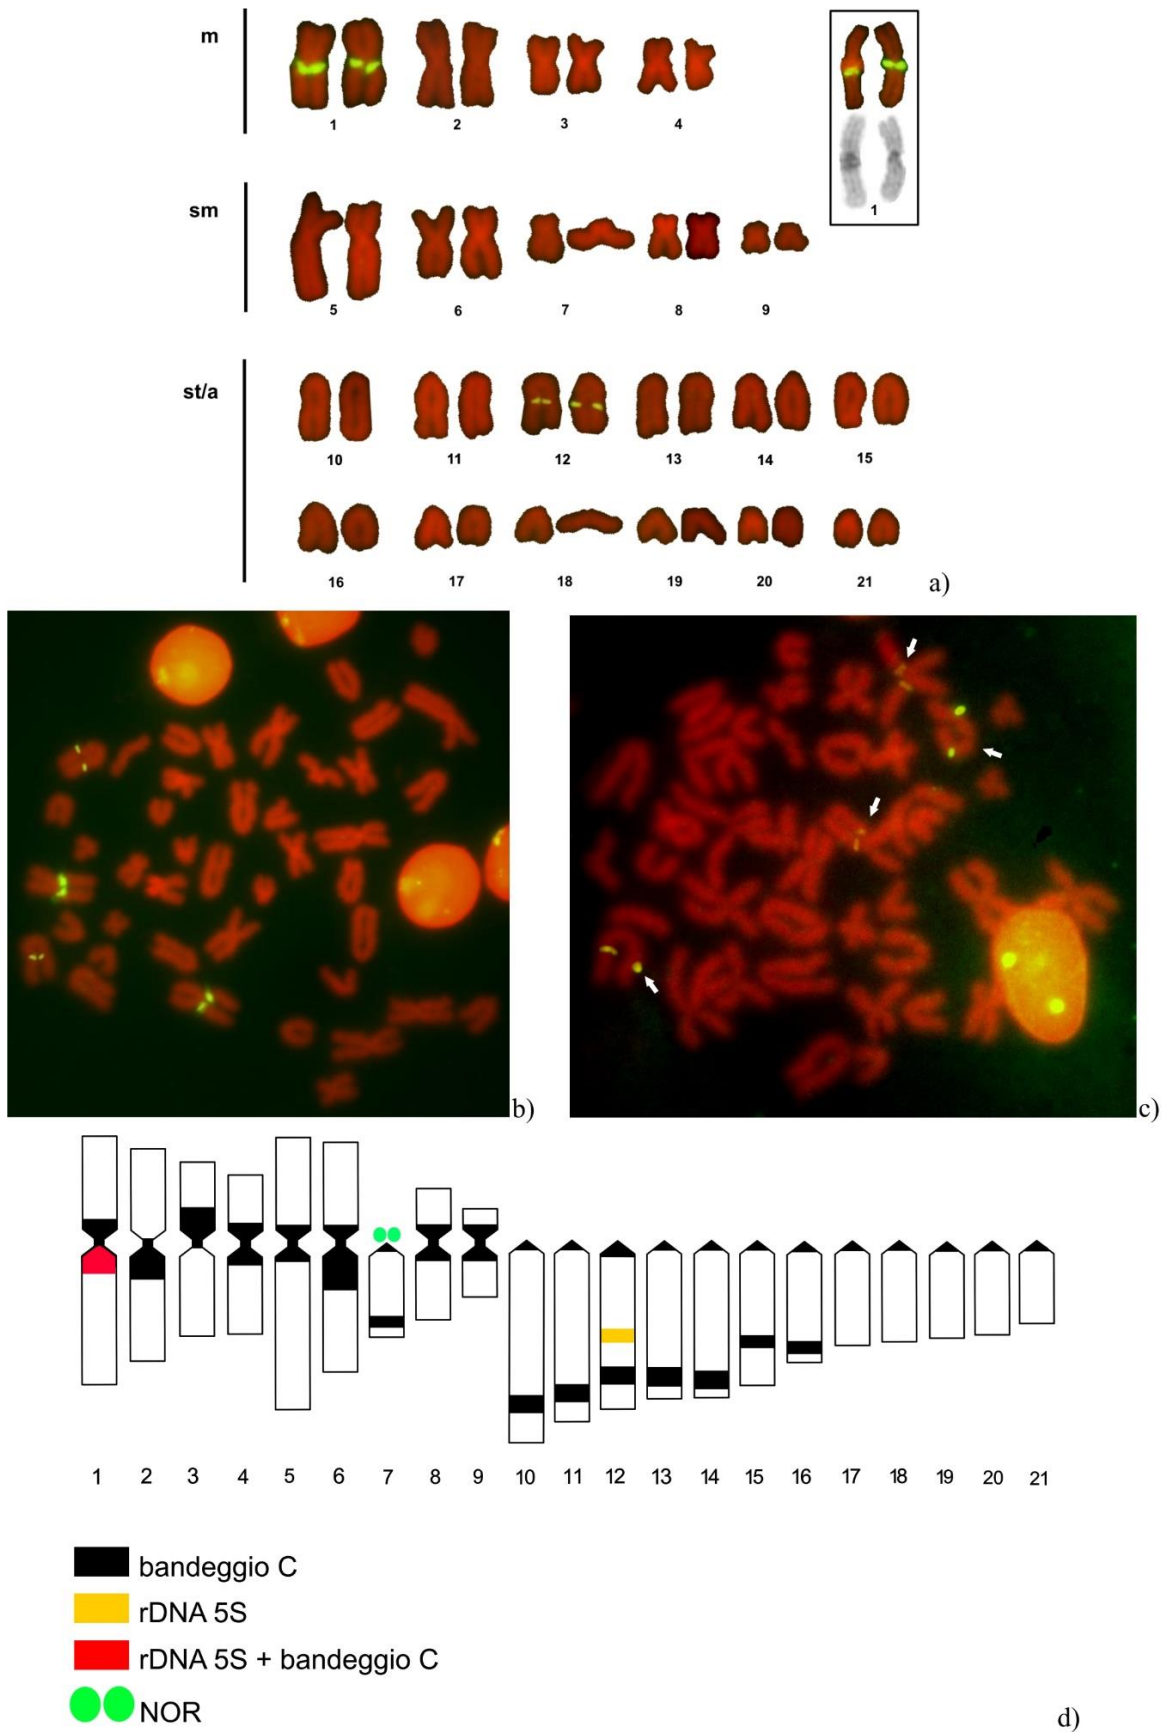 m
1 2 3 4
1
sm
5 6 7 8 9
st/a
10 11 12 13 14 15
16 17 18 19 20 21
a)
b)
c)
1 2 3 4 5 6 7 8 9 10 11 12 13 14 15 16 17 18 19 20 21
bandeggio C
rDNA 5S
rDNA 5S + bandeggio C
NOR
d)